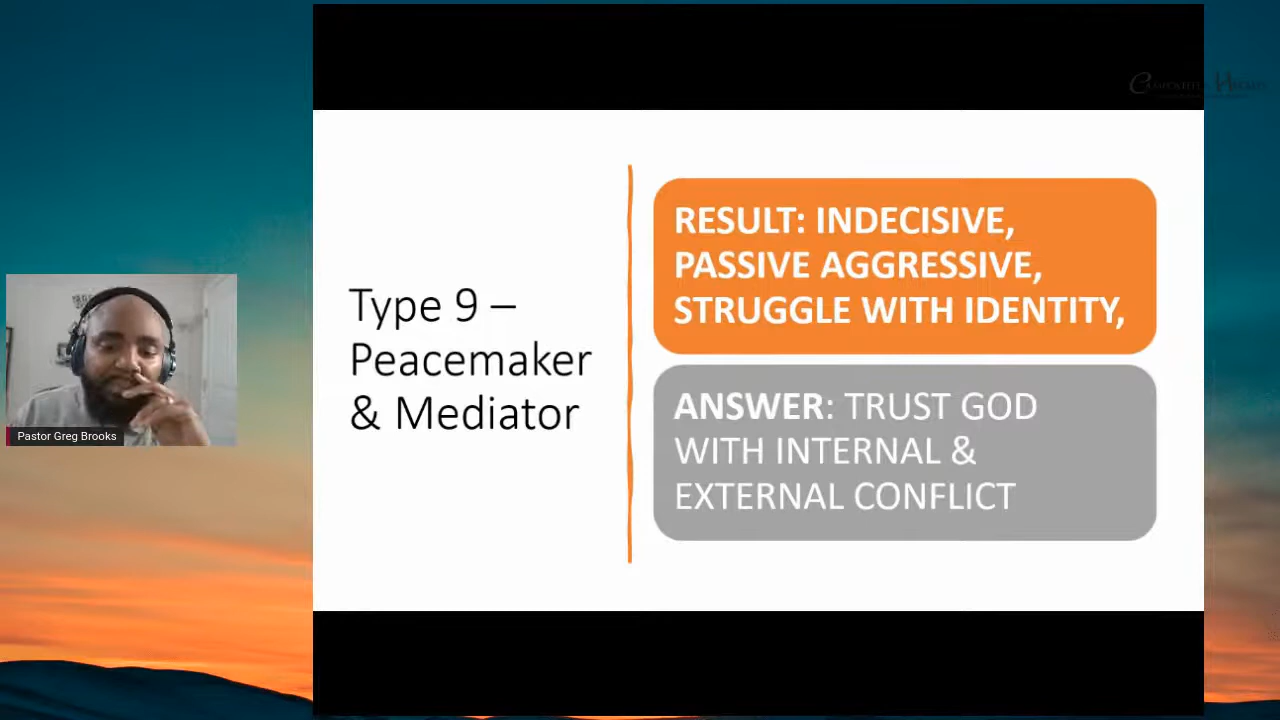 Type 9 –
Peacemaker
& Mediator
RESULT: INDECISIVE,
PASSIVE AGGRESSIVE,
STRUGGLE WITH IDENTITY,
ANSWER: TRUST GOD
WITH INTERNAL &
EXTERNAL CONFLICT
Pastor Greg Brooks